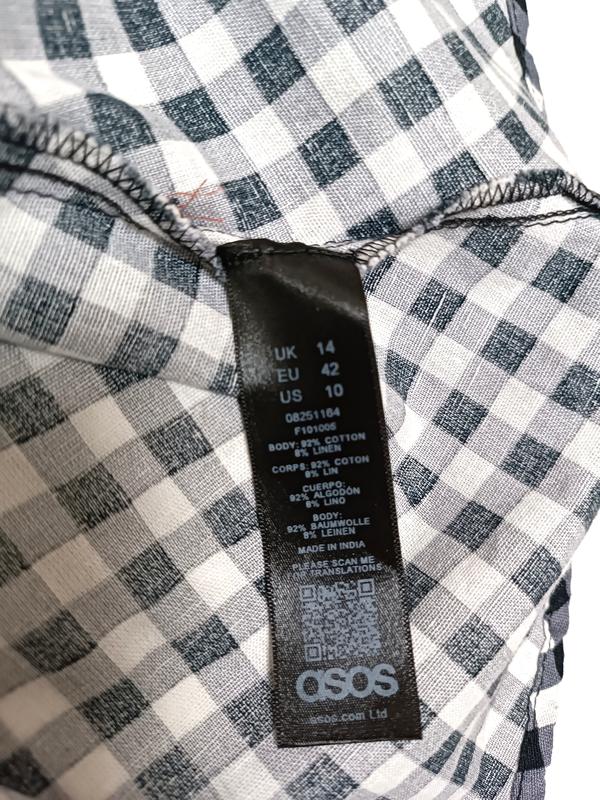 UK 14
EU 42
US 10
08251164
F101005
BODY: 92% COTTON
8% LINEN
CORPS: 92% COTON
8% LIN
CUERPO:
92% ALGODÓN
8% LINO
BODY:
92% BAUMWOLLE
8% LEINEN
MADE IN INDIA
PLEASE SCAN ME
FOR TRANSLATIONS
asos
asos.com Ltd